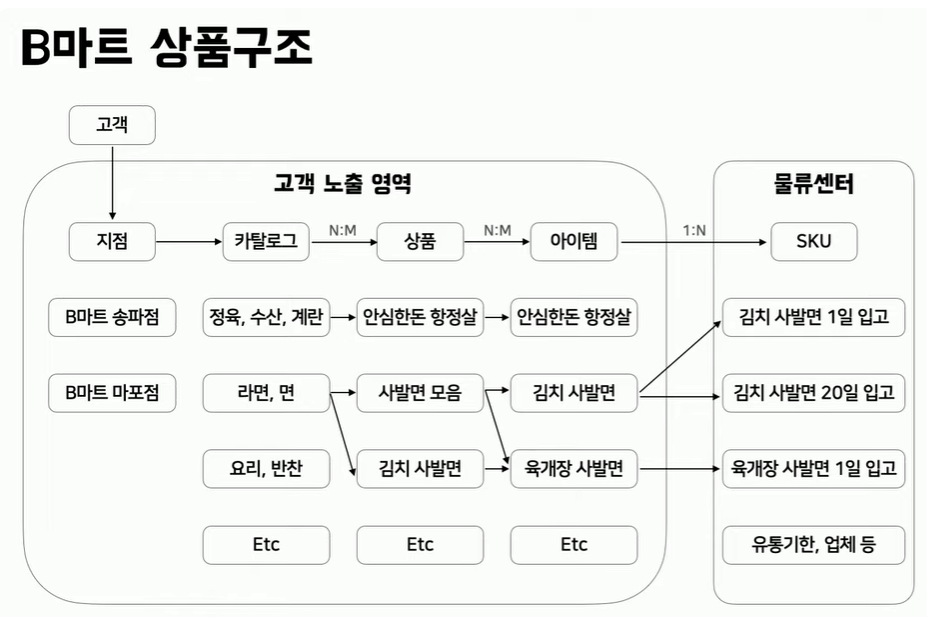 B마트 상품구조
고객
고객 노출 영역
물류센터
지점
카탈로그
N:M
상품
N:M
아이템
1:N
SKU
B마트 송파점
정육, 수산, 계란
안심한돈 항정살
안심한돈 항정살
김치 사발면 1일 입고
B마트 마포점
라면, 면
사발면 모음
김치 사발면
김치 사발면 20일 입고
요리, 반찬
김치 사발면
육개장 사발면
육개장 사발면 1일 입고
Etc
Etc
Etc
유통기한, 업체 등